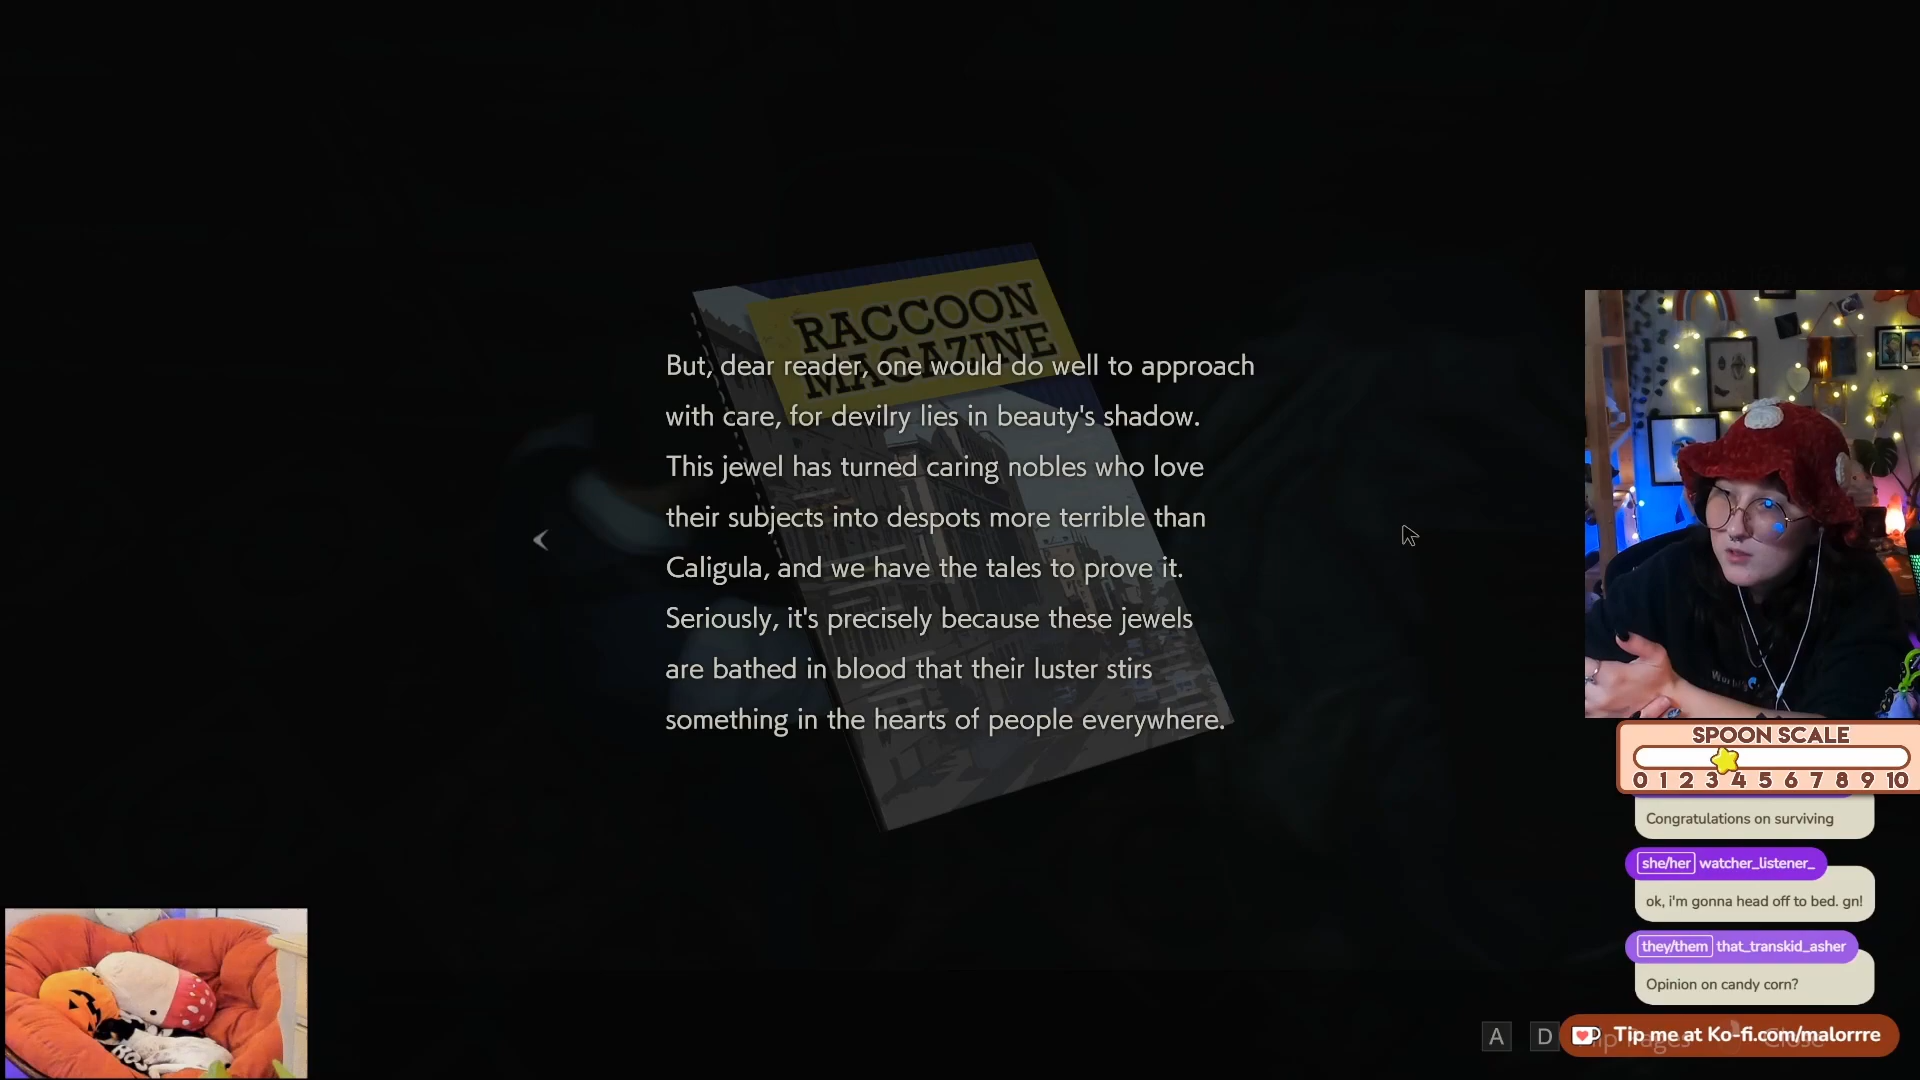 RACCOON
MAGAZINE
But, dear reader, one would do well to approach
with care, for devilry lies in beauty's shadow.
This jewel has turned caring nobles who love
their subjects into despots more terrible than
Caligula, and we have the tales to prove it.
Seriously, it's precisely because these jewels
are bathed in blood that their luster stirs
something in the hearts of people everywhere.
SPOON SCALE
0 1 2 3 4 5 6 7 8 9 10
Congratulations on surviving
she/her watcher_listener_
ok, i'm gonna head off to bed. gn!
they/them that_transkid_asher
Opinion on candy corn?
A D
Tip me at Ko-fi.com/malorrre
Close